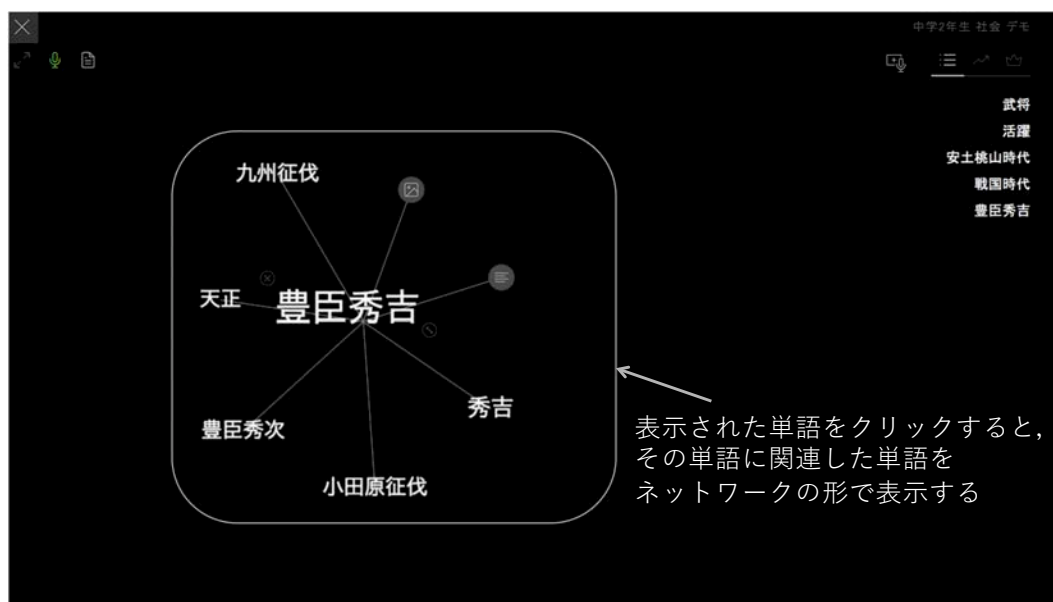 中学2年生 社会 デモ
武将
活躍
安土桃山時代
戦国時代
豊臣秀吉
九州征伐
天正
豊臣秀吉
秀吉
豊臣秀次
小田原征伐
表示された単語をクリックすると,
その単語に関連した単語を
ネットワークの形で表示する